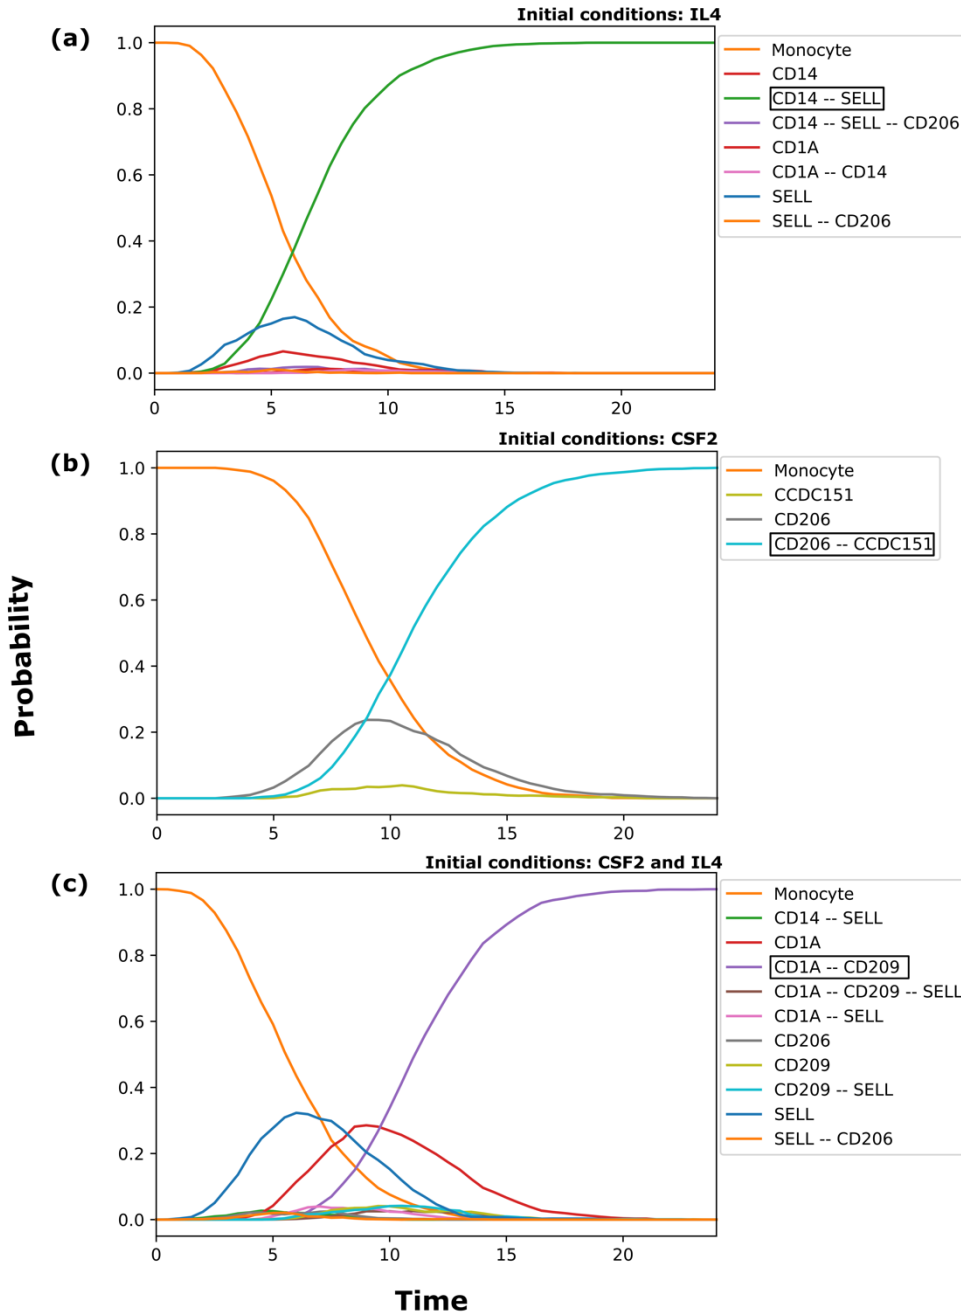 Initial conditions: IL4
(a)
1.0
0.8
0.6
0.4
0.2
0.0
0 5 10 15 20
Monocyte
CD14
CD14 -- SELL
CD14 -- SELL -- CD206
CD1A
CD1A -- CD14
SELL
SELL -- CD206
Initial conditions: CSF2
(b)
1.0
0.8
0.6
0.4
0.2
0.0
0 5 10 15 20
Monocyte
CCDC151
CD206
CD206 -- CCDC151
Probability
Initial conditions: CSF2 and IL4
(c)
1.0
0.8
0.6
0.4
0.2
0.0
0 5 10 15 20
Monocyte
CD14 -- SELL
CD1A
CD1A -- CD209
CD1A -- CD209 -- SELL
CD1A -- SELL
CD206
CD209
CD209 -- SELL
SELL
SELL -- CD206
Time